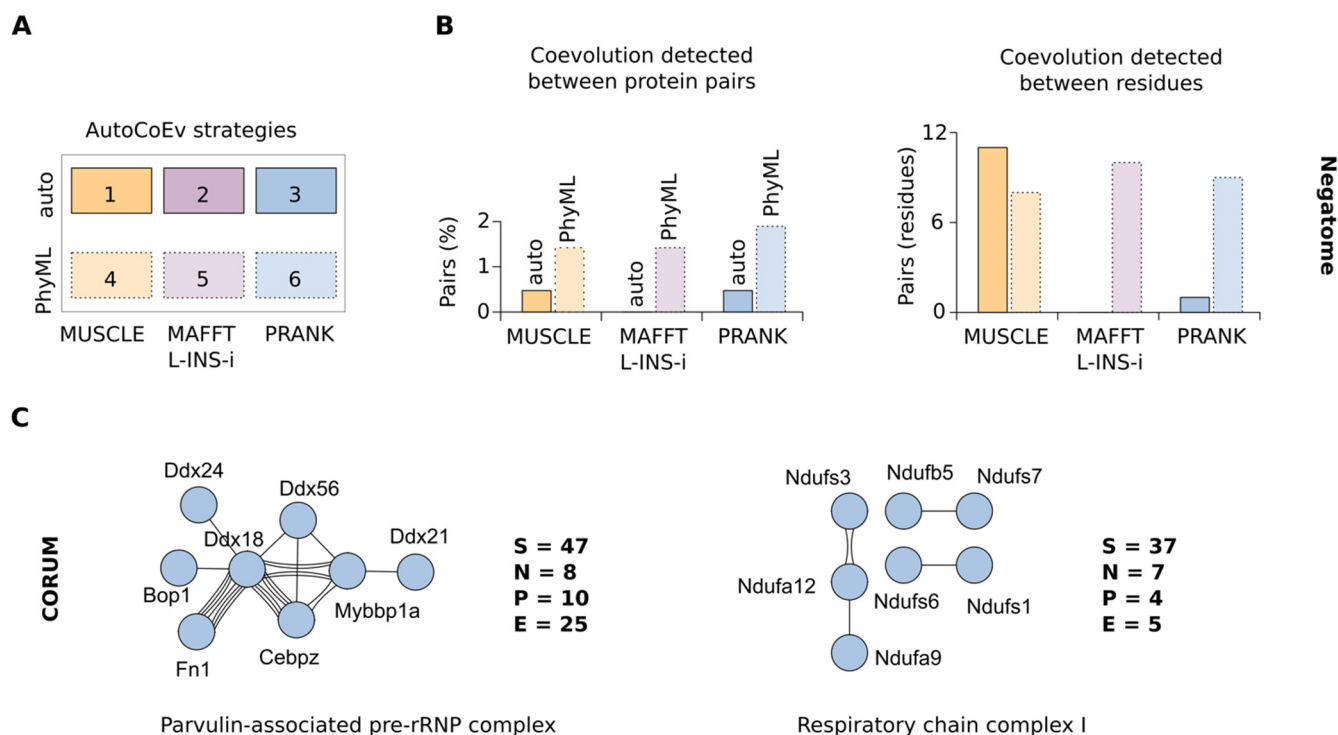 A
AutoCoEv strategies
auto
1
2
3
PhyML
4
5
6
MUSCLE
MAFFT
L-INS-i
PRANK
B
Coevolution detected
between protein pairs
Pairs (%)
2
1
0
auto
PhyML
auto
PhyML
auto
PhyML
MUSCLE
MAFFT
L-INS-i
PRANK
Coevolution detected
between residues
Pairs (residues)
12
6
0
MUSCLE
MAFFT
L-INS-i
PRANK
Negatome
C
CORUM
Ddx24
Ddx56
Ddx18
Ddx21
Bop1
Mybbp1a
Fn1
Cebpz
S = 47
N = 8
P = 10
E = 25
Parvulin-associated pre-rRNP complex
Ndufs3
Ndufb5
Ndufs7
Ndufa12
Ndufs6
Ndufs1
Ndufa9
S = 37
N = 7
P = 4
E = 5
Respiratory chain complex I